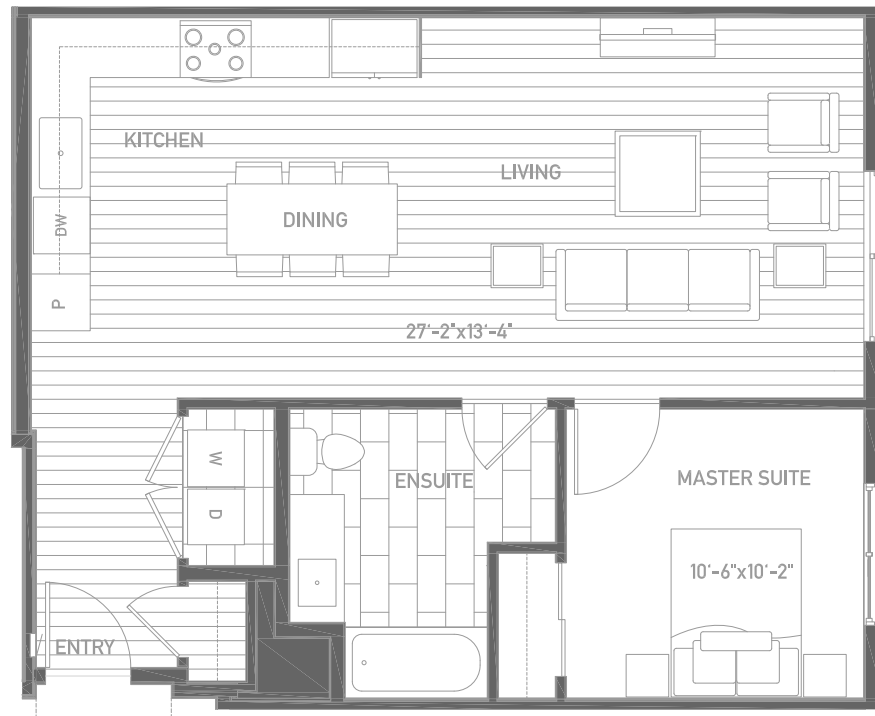 KITCHEN
LIVING
DINING
DW
P
27'-2"x13'-4"
W
ENSUITE
MASTER SUITE
D
10'-6"x10'-2"
ENTRY